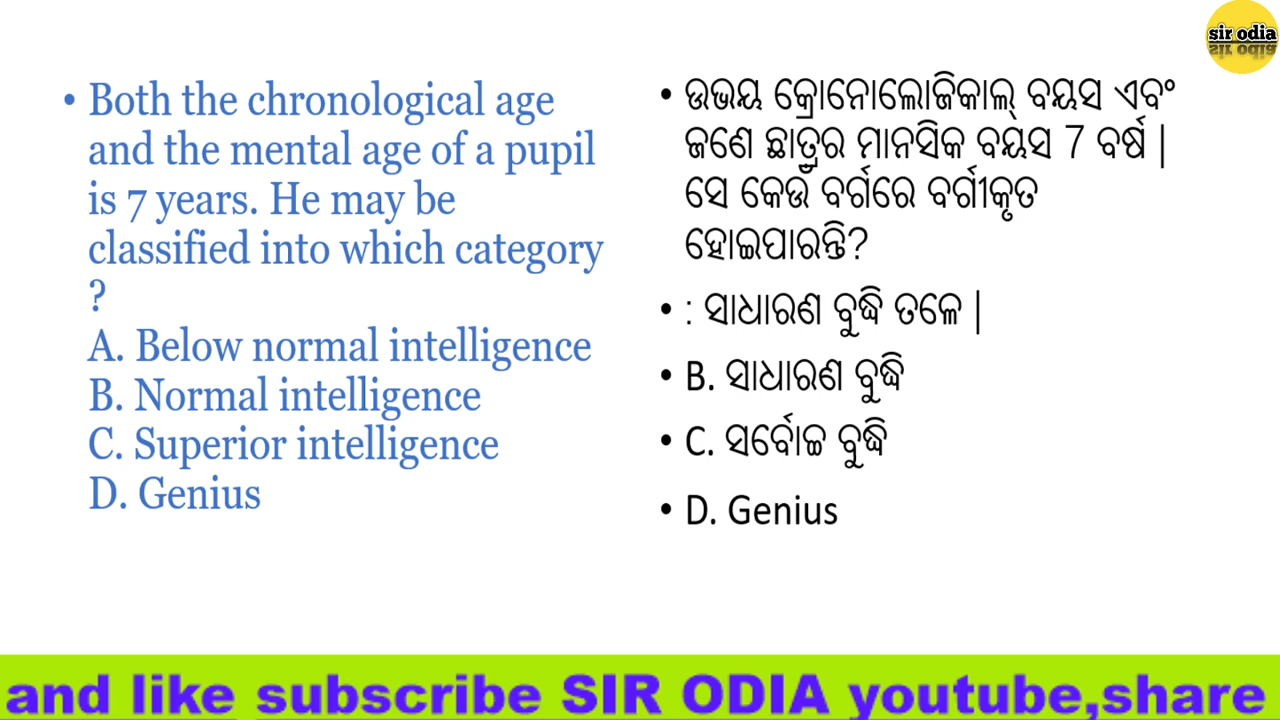 sir odia
• Both the chronological age
and the mental age of a pupil
is 7 years. He may be
classified into which category
?
A. Below normal intelligence
B. Normal intelligence
C. Superior intelligence
D. Genius
• ଉଭୟ କ୍ରୋନୋଲୋଜିକାଲ୍ ବୟସ ଏବଂ
ଜଣେ ଛାତ୍ରର ମାନସିକ ବୟସ 7 ବର୍ଷ |
ସେ କେଉଁ ବର୍ଗରେ ବର୍ଗୀକୃତ
ହୋଇପାରନ୍ତି?
• : ସାଧାରଣ ବୁଦ୍ଧି ତଳେ |
• B. ସାଧାରଣ ବୁଦ୍ଧି
• C. ସର୍ବୋଚ୍ଚ ବୁଦ୍ଧି
• D. Genius
and like subscribe SIR ODIA youtube,share